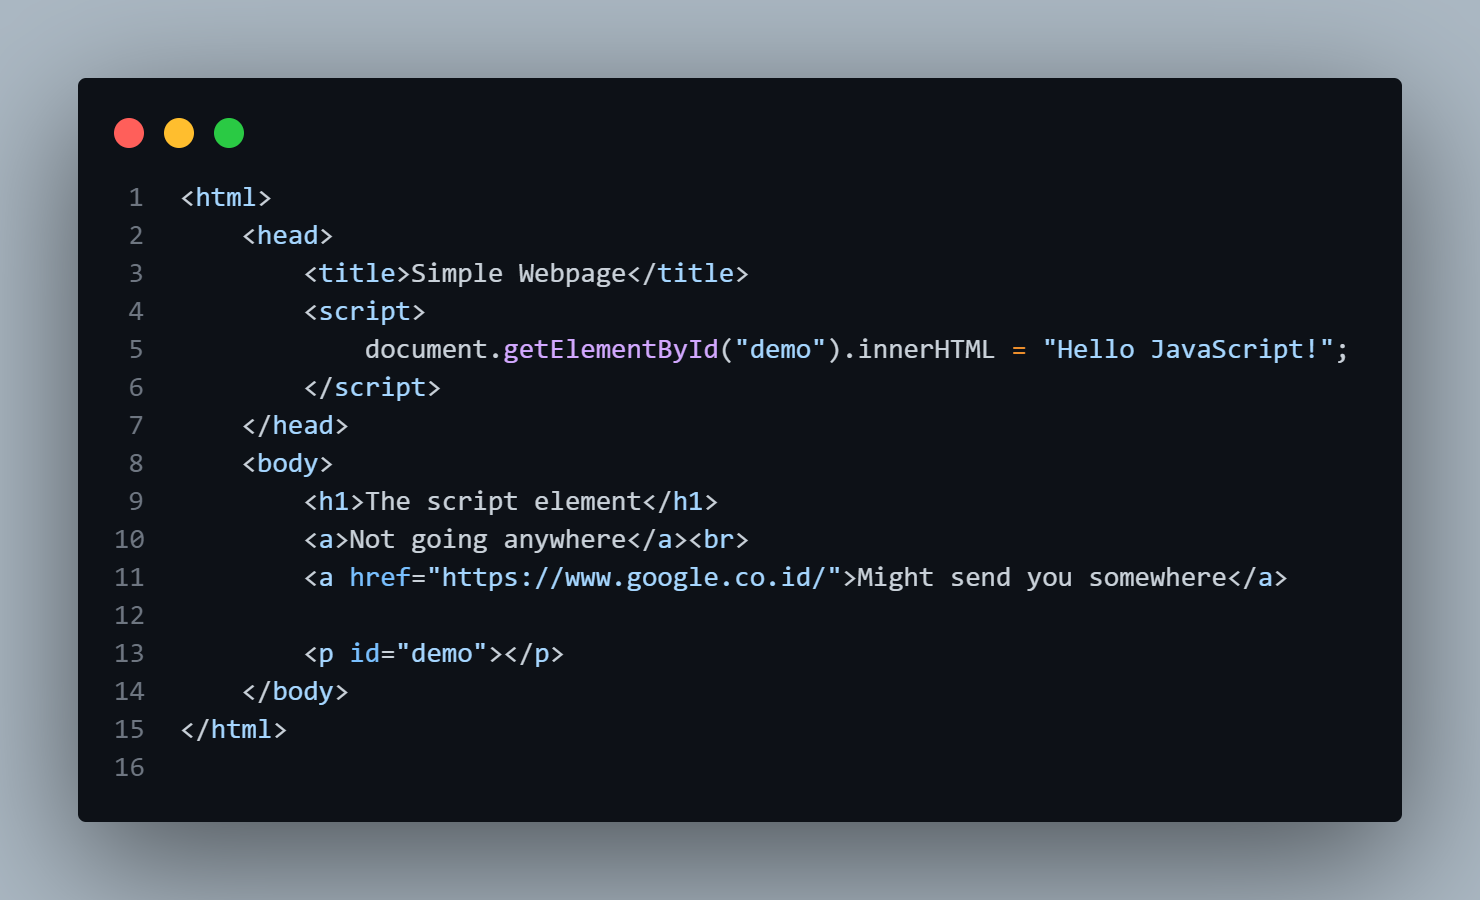 1 <html>
2     <head>
3         <title>Simple Webpage</title>
4         <script>
5             document.getElementById("demo").innerHTML = "Hello JavaScript!";
6         </script>
7     </head>
8     <body>
9         <h1>The script element</h1>
10         <a>Not going anywhere</a><br>
11         <a href="https://www.google.co.id/">Might send you somewhere</a>
12
13         <p id="demo"></p>
14     </body>
15 </html>
16